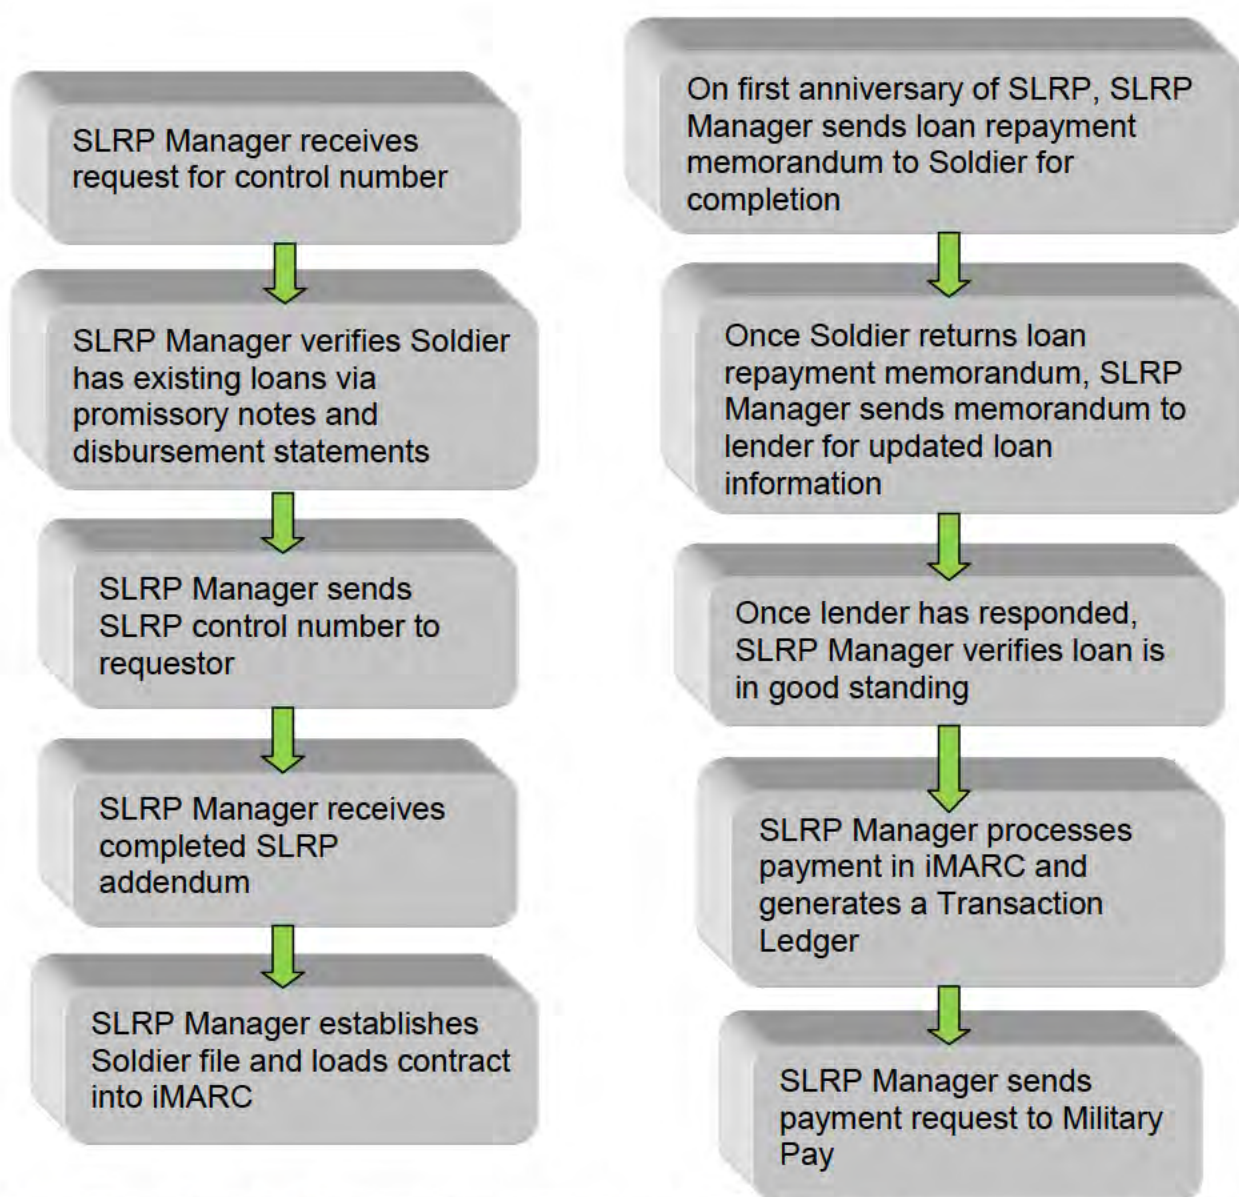 SLRP Manager receives
request for control number
SLRP Manager verifies Soldier
has existing loans via
promissory notes and
disbursement statements
SLRP Manager sends
SLRP control number to
requestor
SLRP Manager receives
completed SLRP
addendum
SLRP Manager establishes
Soldier file and loads contract
into iMARC
On first anniversary of SLRP, SLRP
Manager sends loan repayment
memorandum to Soldier for
completion
Once Soldier returns loan
repayment memorandum, SLRP
Manager sends memorandum to
lender for updated loan
information
Once lender has responded,
SLRP Manager verifies loan is
in good standing
SLRP Manager processes
payment in iMARC and
generates a Transaction
Ledger
SLRP Manager sends
payment request to Military
Pay